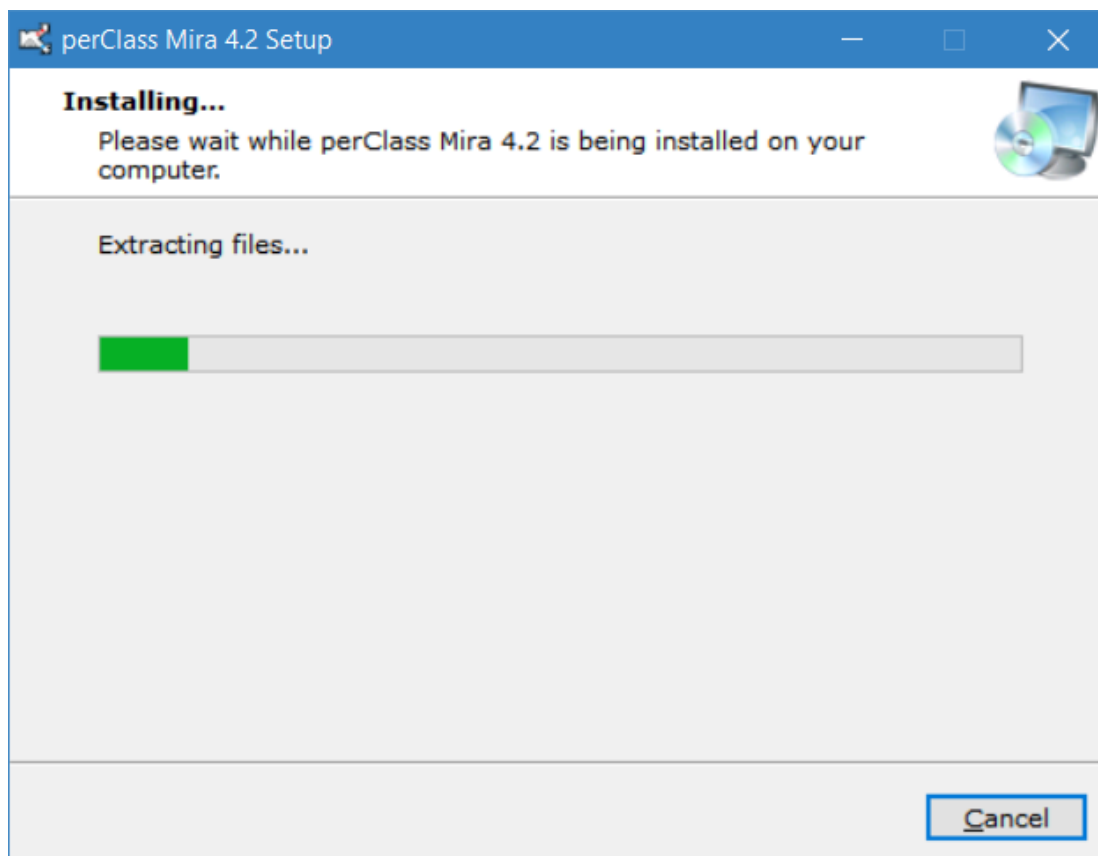 perClass Mira 4.2 Setup
Installing...
Please wait while perClass Mira 4.2 is being installed on your
computer.
Extracting files...
Cancel